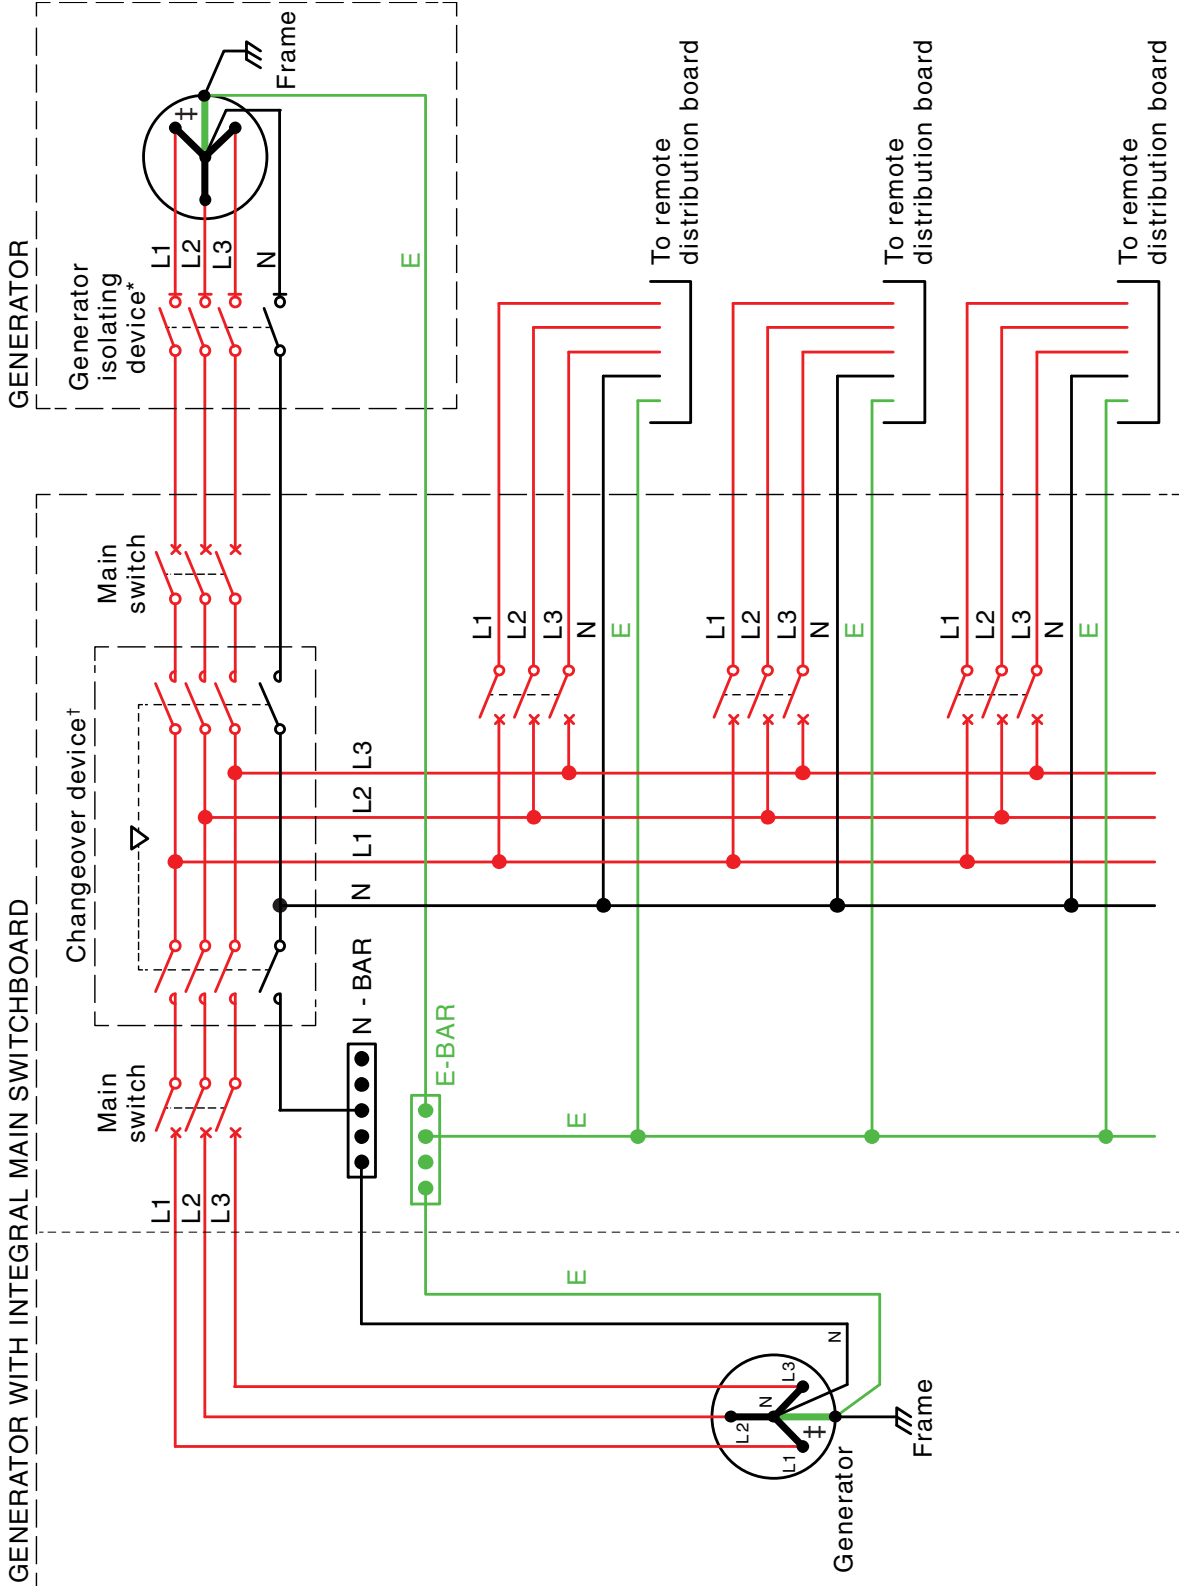 GENERATOR WITH INTEGRAL MAIN SWITCHBOARD
GENERATOR
Main
switch
Changeover device†
Main
switch
Generator
isolating
device*
L1
L2
L3
L1
L2
L3
N
‡
Frame
E
N - BAR
N
L1
L2
L3
E-BAR
E
E
L1
L2
L3
N
E
To remote
distribution board
L1
L2
L3
N
E
To remote
distribution board
L1
L2
L3
N
E
To remote
distribution board
N
L1
L2
L3
N
‡
Generator
Frame